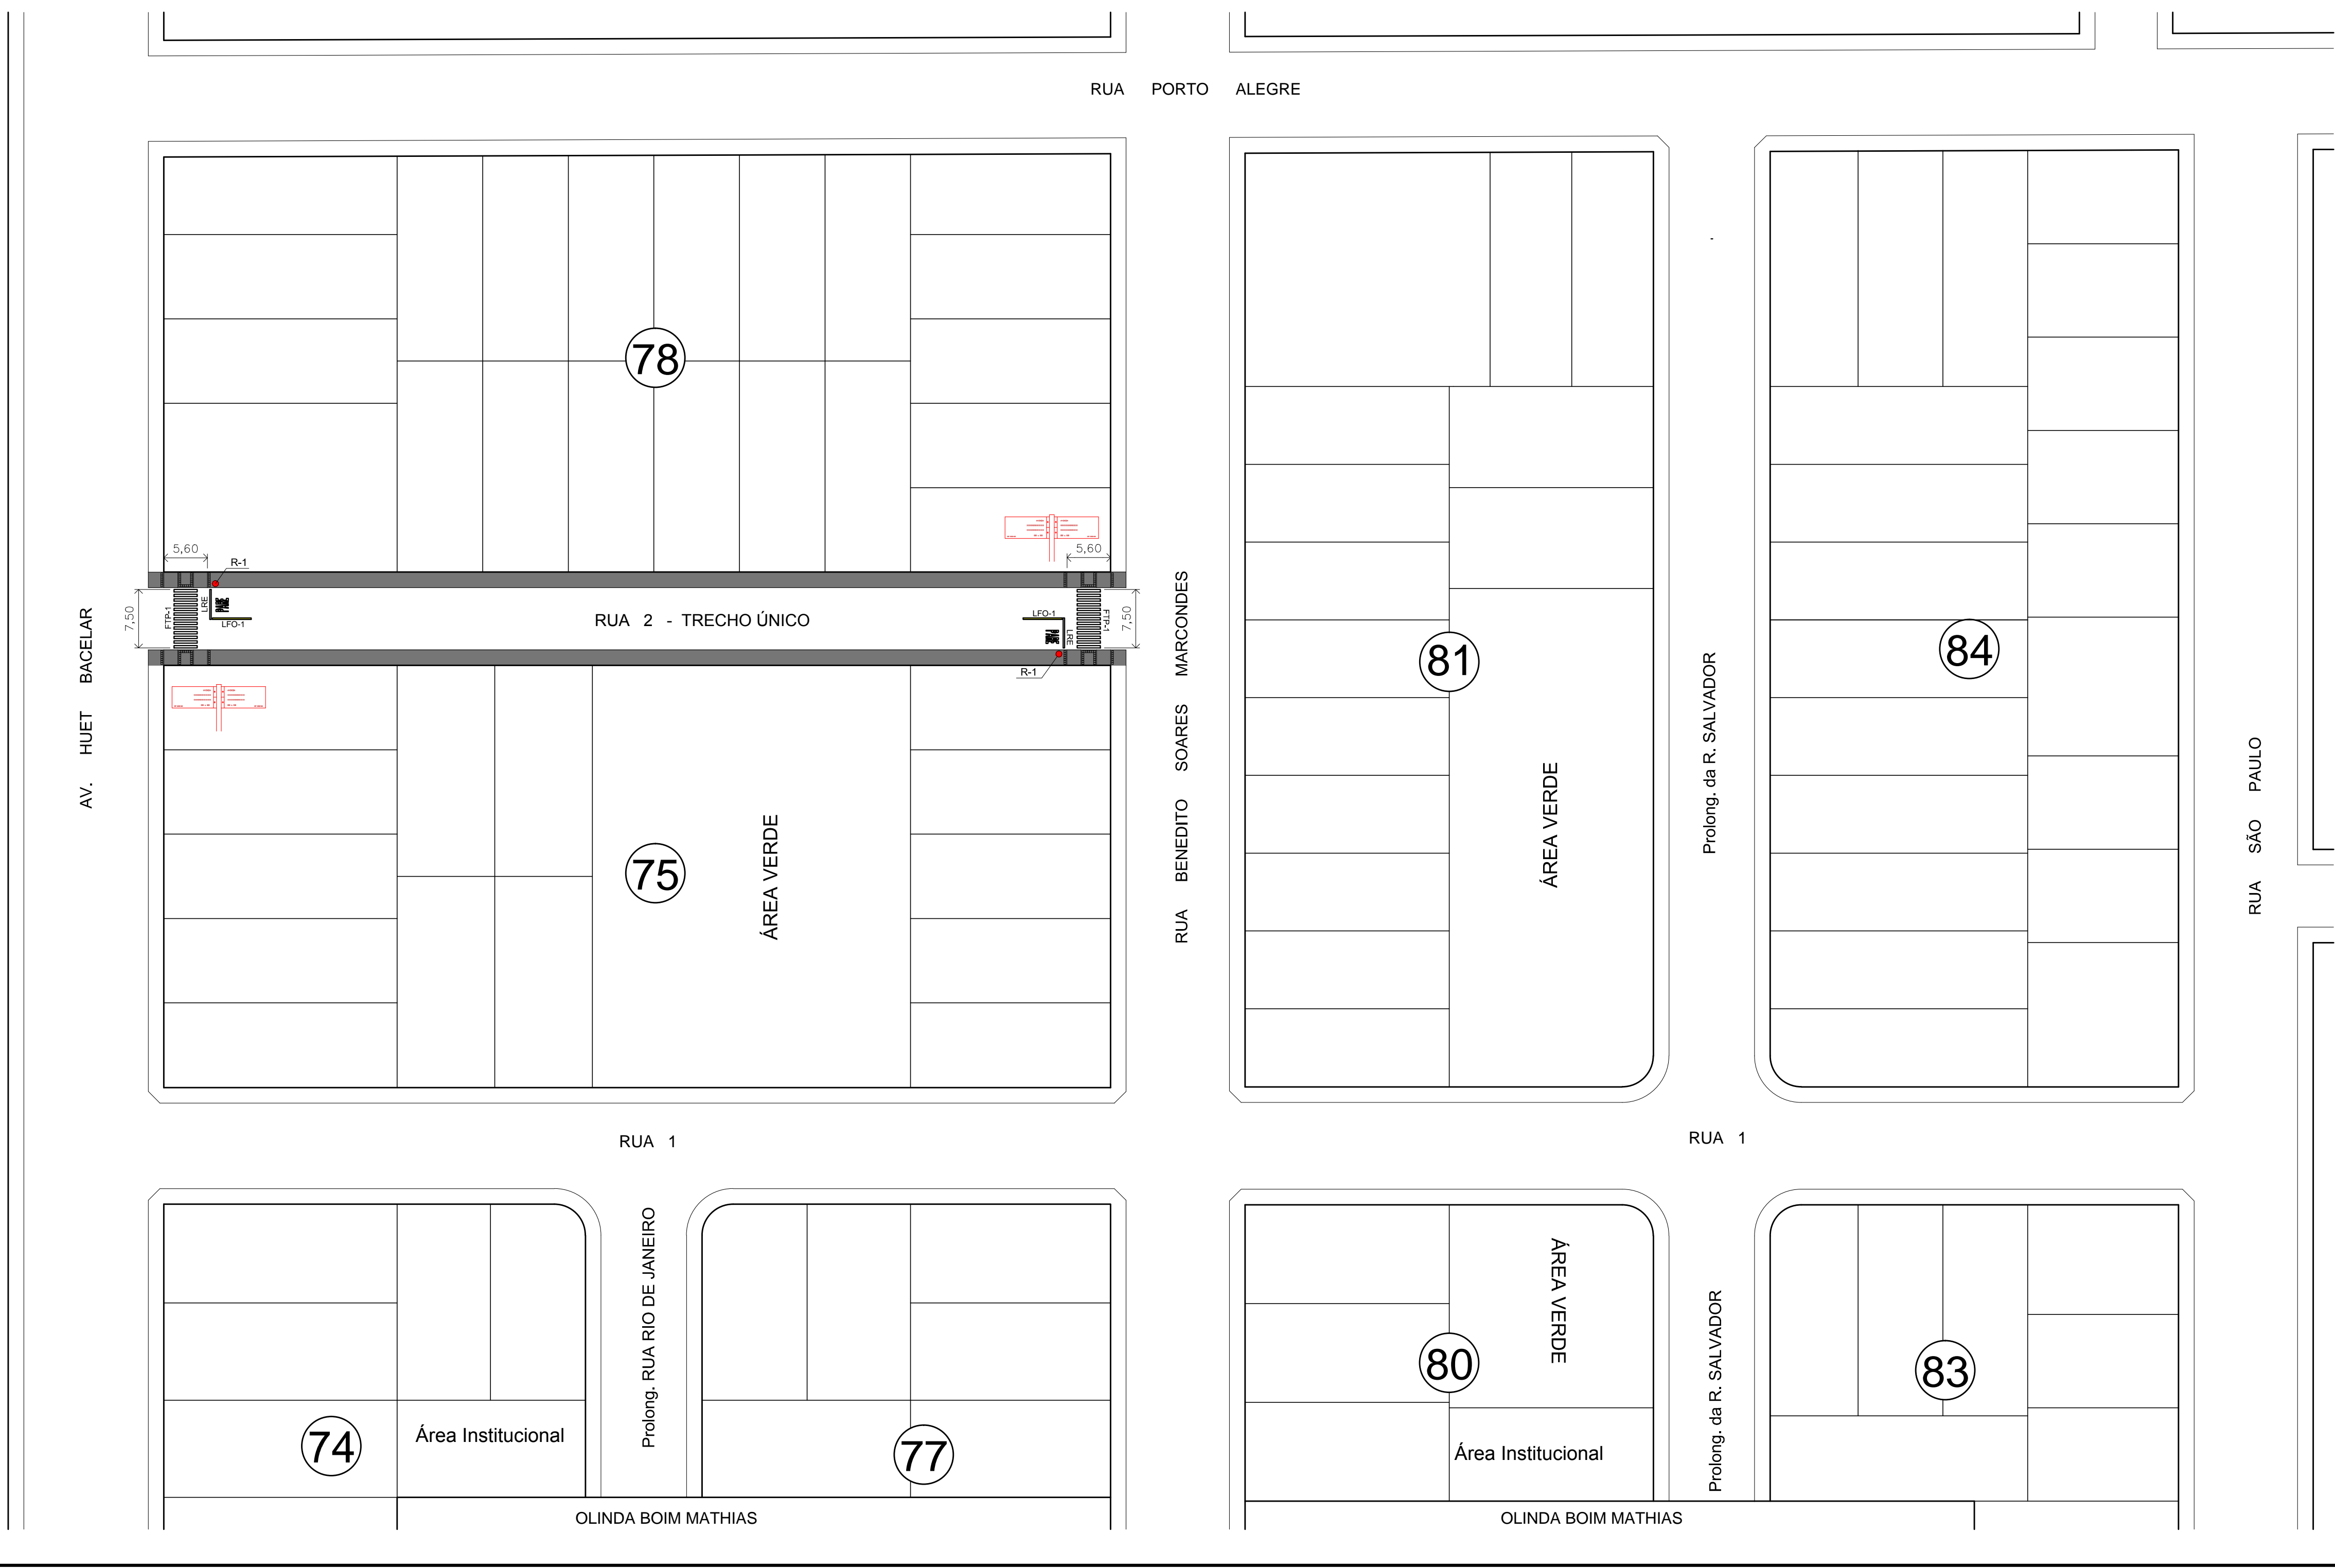 RUA PORTO ALEGRE
-
78
5,60
5,60
R-1
7,50
FTP-1
LRE
LFO-1
RUA 2 - TRECHO ÚNICO
LFO-1
LRE
FTP-1
7,50
R-1
AV. HUET BACELAR
RUA BENEDITO SOARES MARCONDES
81
84
Prolong. da R. SALVADOR
RUA SÃO PAULO
75
ÁREA VERDE
ÁREA VERDE
RUA 1
RUA 1
Prolong. RUA RIO DE JANEIRO
ÁREA VERDE
Prolong. da R. SALVADOR
80
83
74
Área Institucional
77
Área Institucional
OLINDA BOIM MATHIAS
OLINDA BOIM MATHIAS